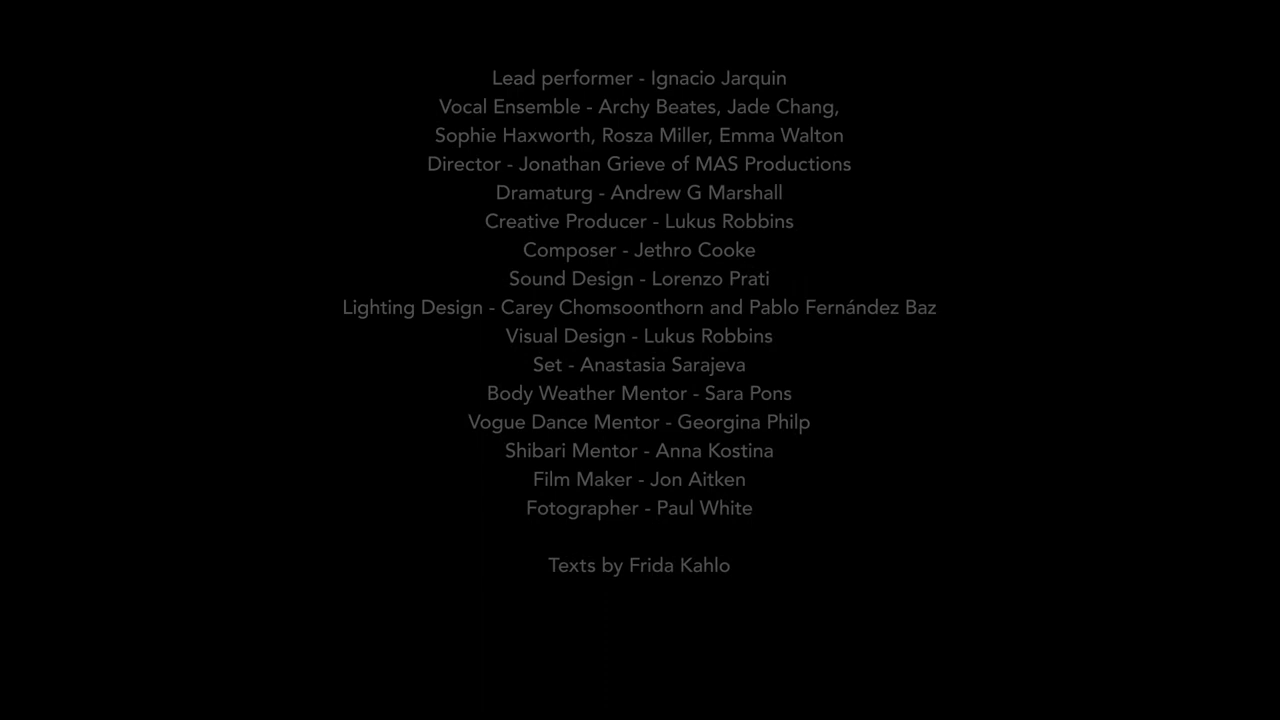 Lead performer - Ignacio Jarquin
Vocal Ensemble - Archy Beates, Jade Chang,
Sophie Haxworth, Rosza Miller, Emma Walton
Director - Jonathan Grieve of MAS Productions
Dramaturg - Andrew G Marshall
Creative Producer - Lukus Robbins
Composer - Jethro Cooke
Sound Design - Lorenzo Prati
Lighting Design - Carey Chomsoonthorn and Pablo Fernández Baz
Visual Design - Lukus Robbins
Set - Anastasia Sarajeva
Body Weather Mentor - Sara Pons
Vogue Dance Mentor - Georgina Philp
Shibari Mentor - Anna Kostina
Film Maker - Jon Aitken
Fotographer - Paul White
Texts by Frida Kahlo